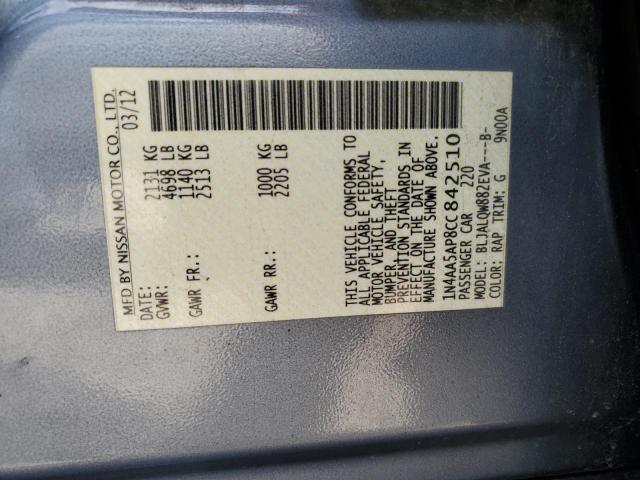 MFD BY NISSAN MOTOR CO., LTD.
DATE: 03/12
GVWR: 2131 KG
4698 LB
GAWR FR: 1140 KG
2513 LB
GAWR RR: 1000 KG
2205 LB
THIS VEHICLE CONFORMS TO
ALL APPLICABLE FEDERAL
MOTOR VEHICLE SAFETY,
BUMPER, AND THEFT
PREVENTION STANDARDS IN
EFFECT ON THE DATE OF
MANUFACTURE SHOWN ABOVE.
1N4AA5AP8CC 842510
PASSENGER CAR 220
MODEL: BLJALQW882EVA---B-
COLOR: RAP TRIM: G 9N00A